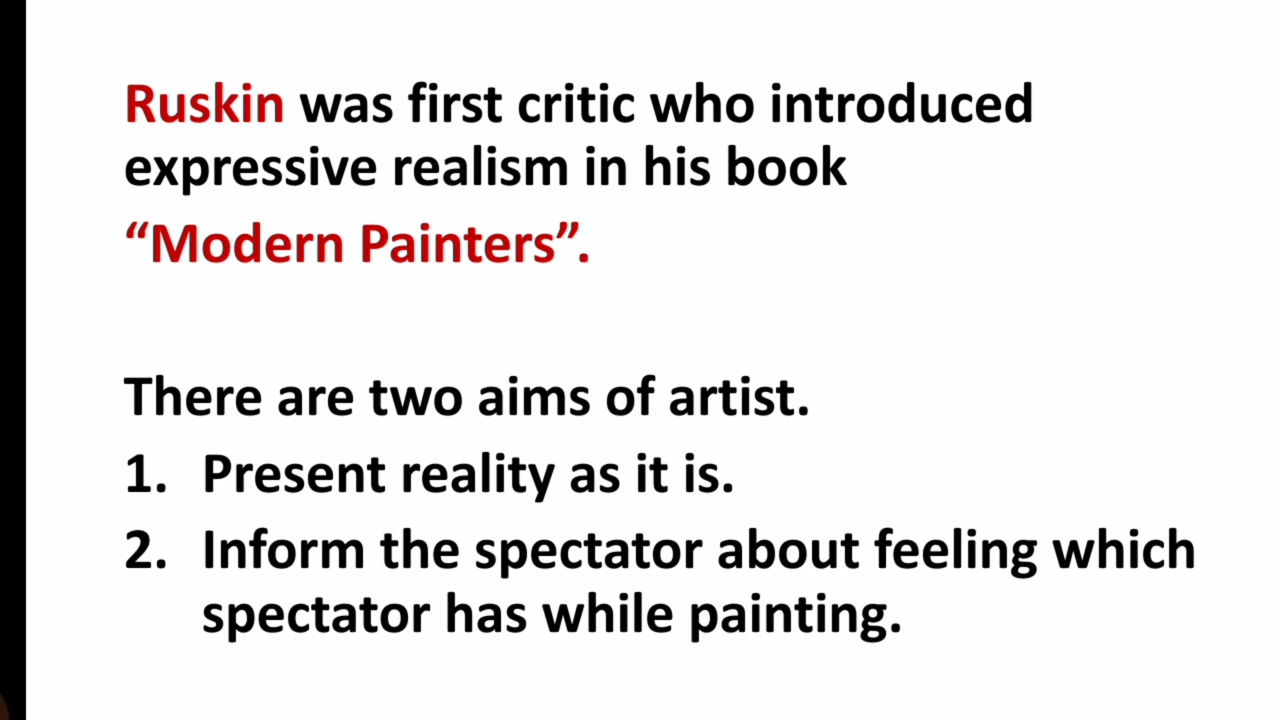 Ruskin was first critic who introduced
expressive realism in his book
“Modern Painters”.
There are two aims of artist.
1. Present reality as it is.
2. Inform the spectator about feeling which
spectator has while painting.